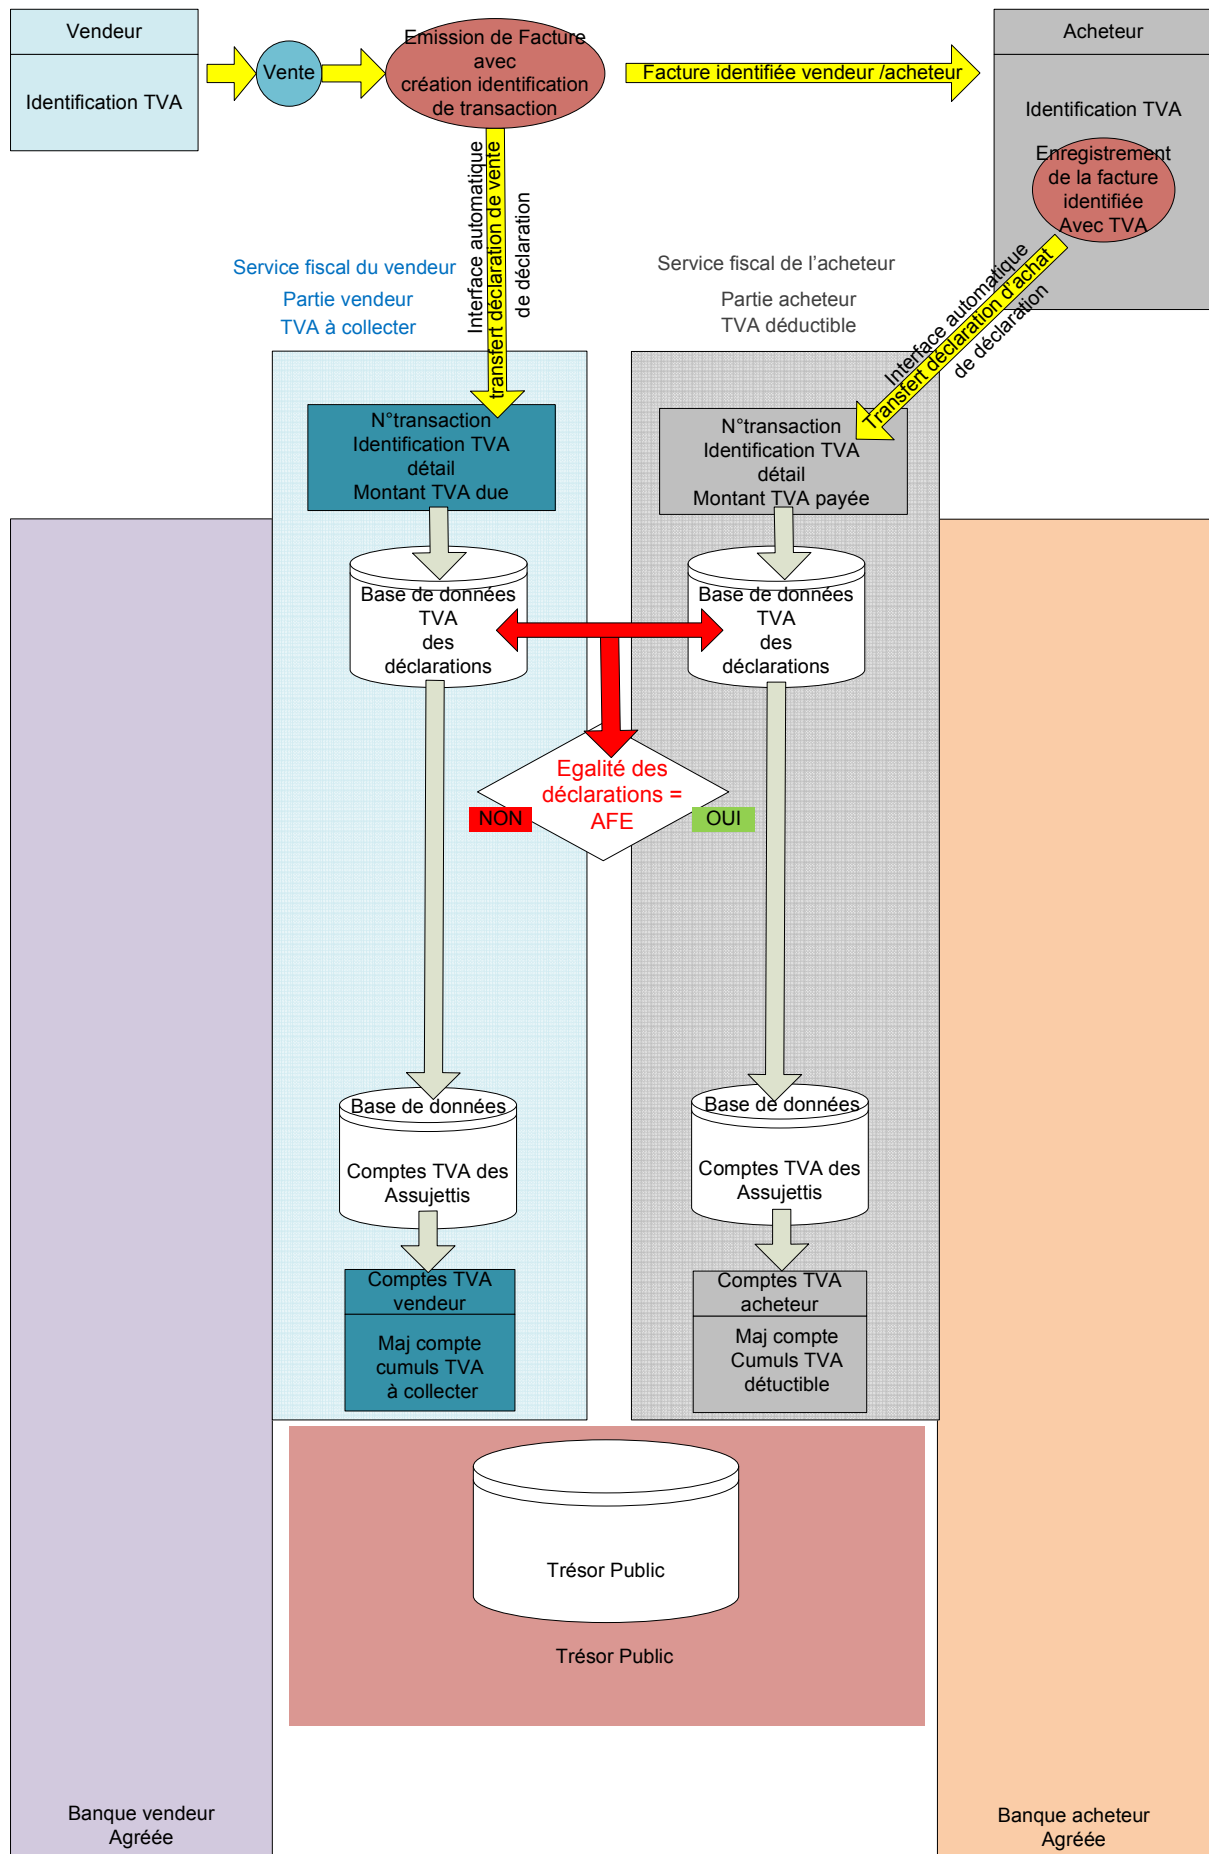 Vendeur
Identification TVA
Vente
Emission de Facture
avec
création identification
de transaction
Facture identifiée vendeur /acheteur
Acheteur
Identification TVA
Enregistrement
de la facture
identifiée
Avec TVA
Interface automatique
transfert déclaration de vente
de déclaration
Interface automatique
Transfert déclaration d'achat
de déclaration
Service fiscal du vendeur
Partie vendeur
TVA à collecter
Service fiscal de l’acheteur
Partie acheteur
TVA déductible
N°transaction
Identification TVA
détail
Montant TVA due
N°transaction
Identification TVA
détail
Montant TVA payée
Base de données
TVA
des
déclarations
Base de données
TVA
des
déclarations
Egalité des
déclarations =
AFE
NON
OUI
Base de données
Comptes TVA des
Assujettis
Base de données
Comptes TVA des
Assujettis
Comptes TVA
vendeur
Maj compte
cumuls TVA
à collecter
Comptes TVA
acheteur
Maj compte
Cumuls TVA
détuctible
Trésor Public
Trésor Public
Banque vendeur
Agréée
Banque acheteur
Agréée